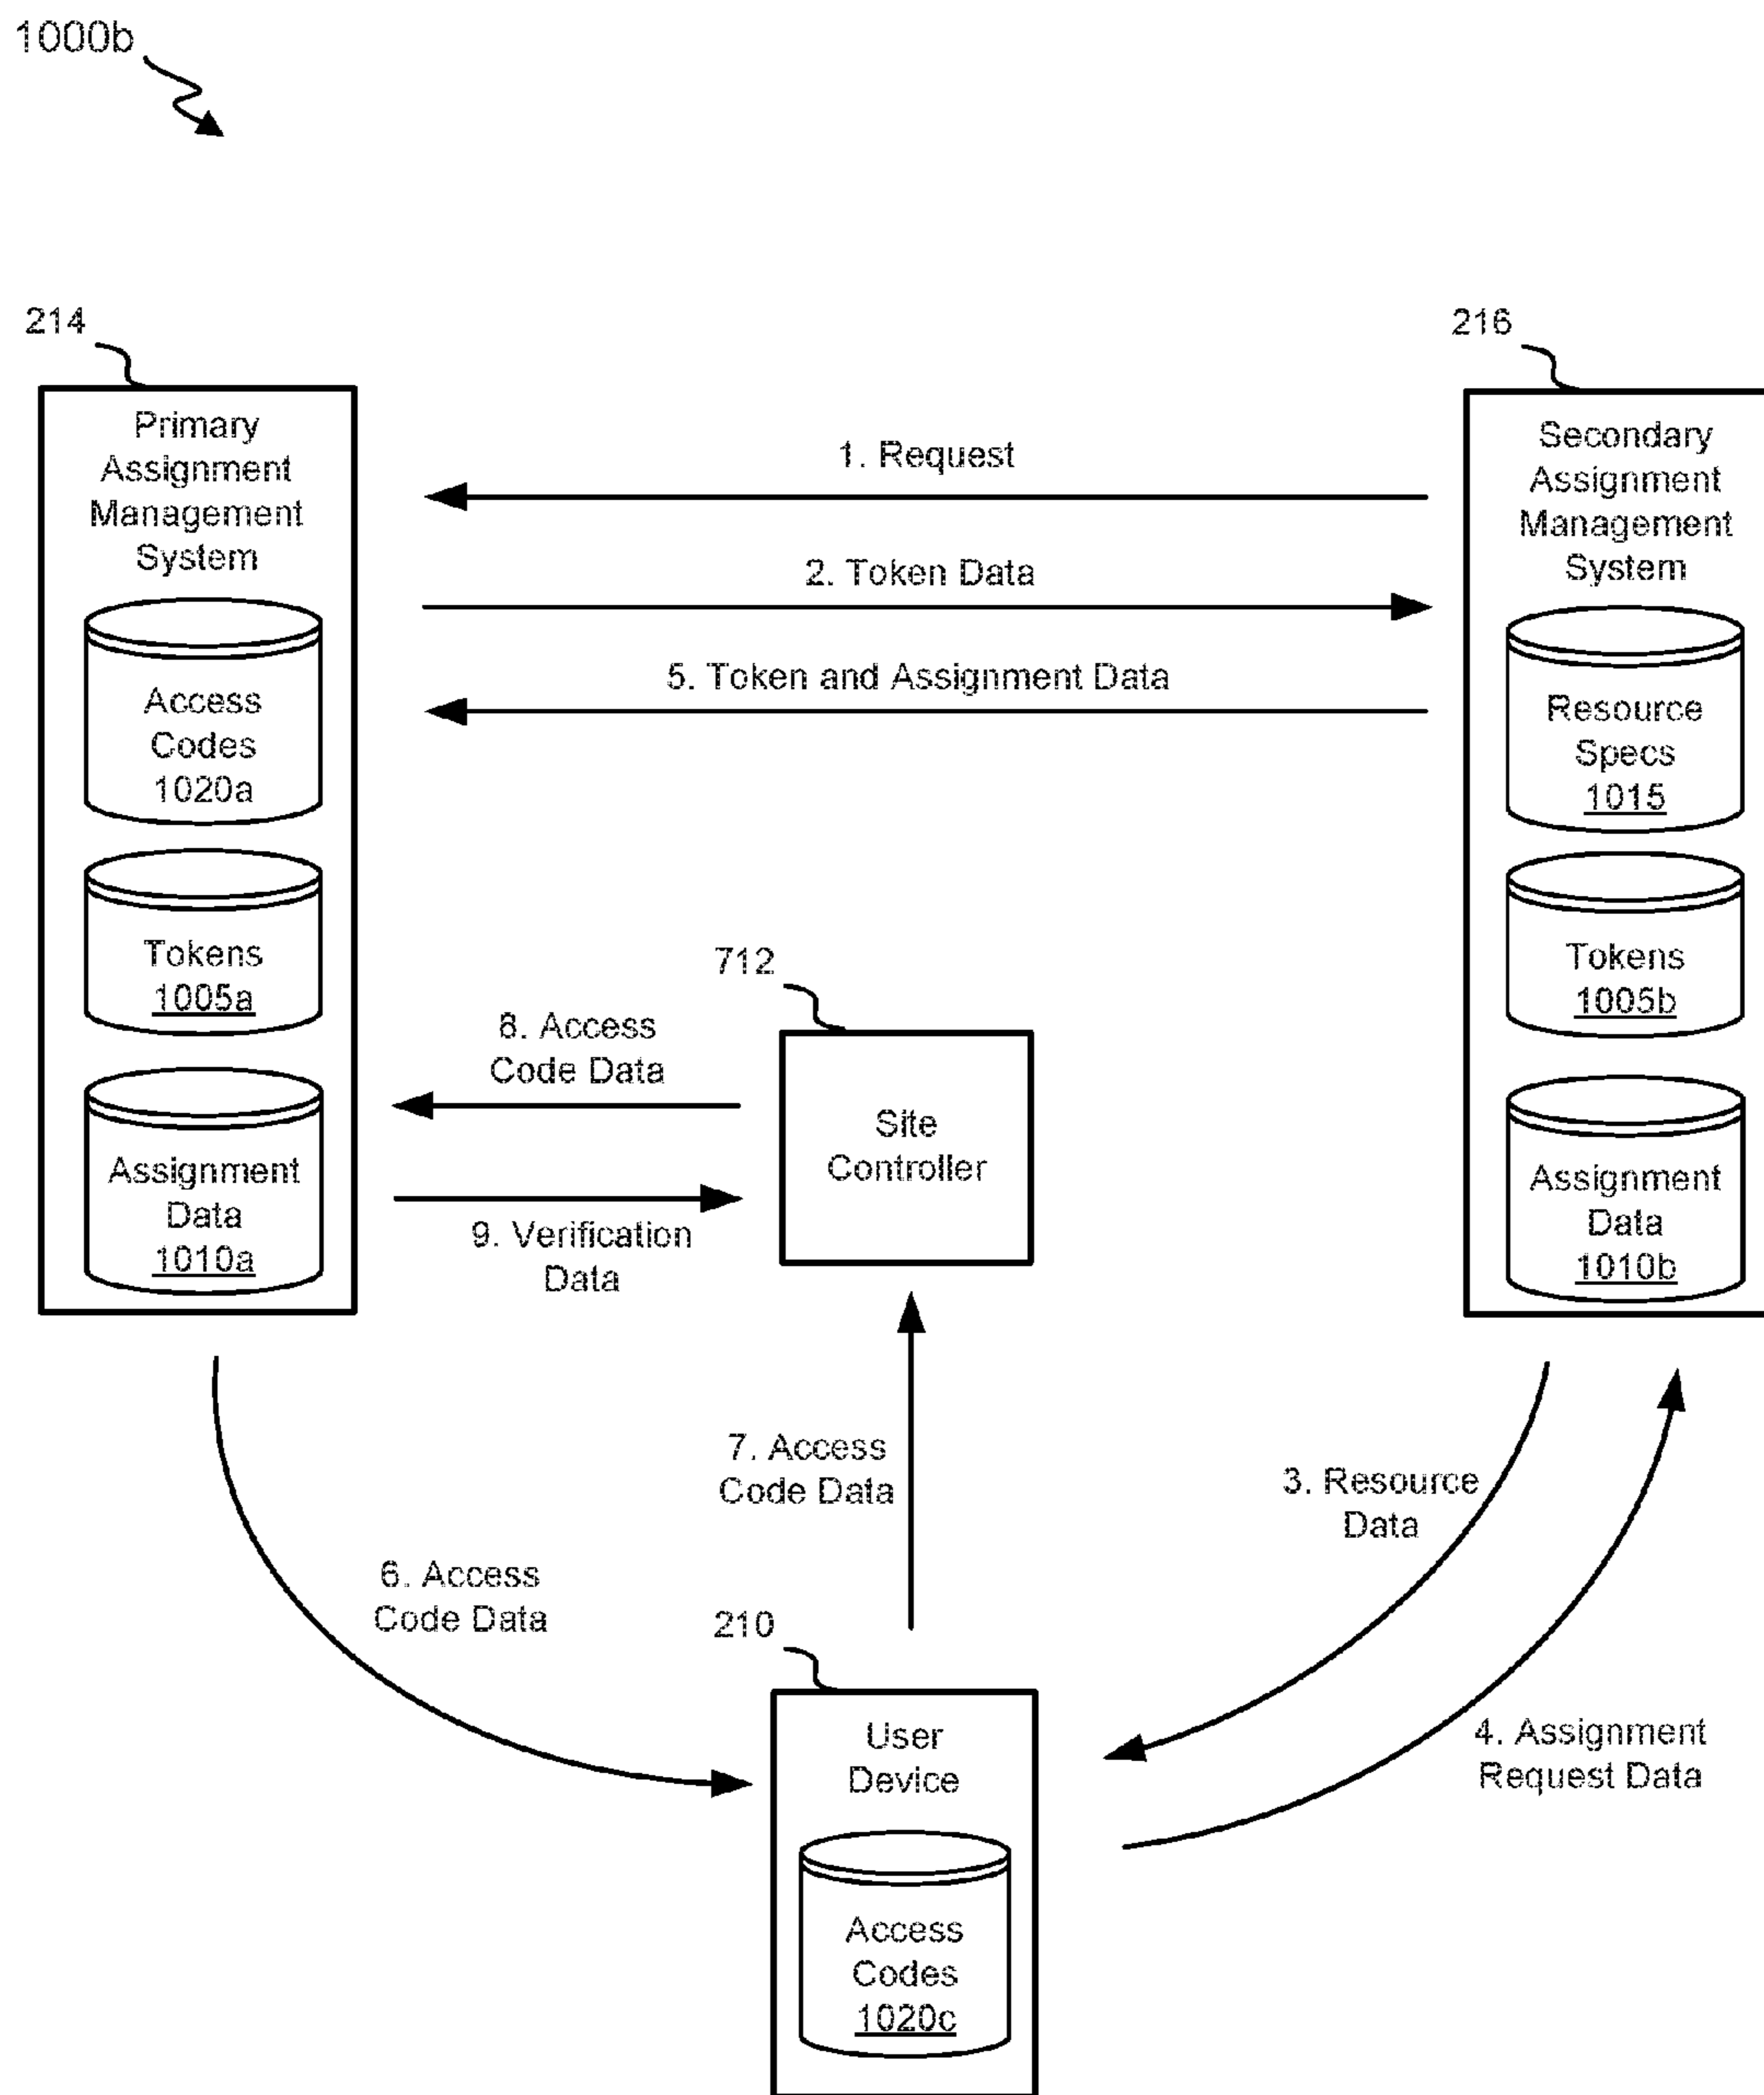 1000b
214
Primary
Assignment
Management
System
Access
Codes
1020a
Tokens
1005a
Assignment
Data
1010a
1. Request
2. Token Data
5. Token and Assignment Data
216
Secondary
Assignment
Management
System
Resource
Specs
1015
Tokens
1005b
Assignment
Data
1010b
712
Site
Controller
8. Access
Code Data
9. Verification
Data
7. Access
Code Data
6. Access
Code Data
3. Resource
Data
4. Assignment
Request Data
210
User
Device
Access
Codes
1020c